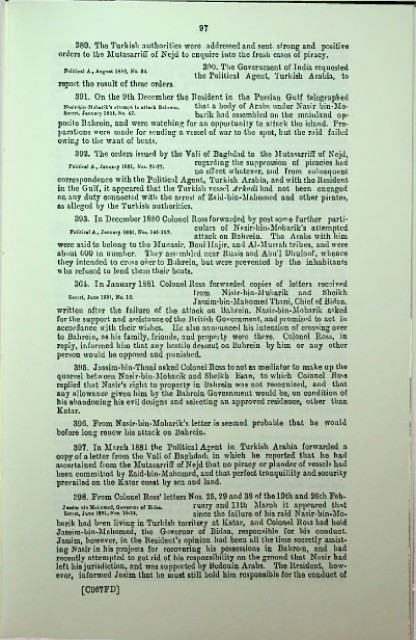 97
389. The Turkish authorities were addressed and sent strong and positive
orders to the Mutasarriff of Nejd to enquire into the fresh cases of piracy.
Political A., August 1880, No. 24.
390. The Government of India requested
the Political Agent, Turkish Arabia, to
report the result of these orders.
391. On the 9th December the Resident in the Persian Gulf telegraphed
Nasir-bin-Mobarik's attempt to attack Bahrein.
Secret, January 1881, No. 47.
that a body of Arabs under Nasir bin-Mo-
barik had assembled on the mainland op-
posite Bahrein, and were watching for an opportunity to attack the island. Pre-
parations were made for sending a vessel of war to the spot, but the raid failed
owing to the want of boats.
392. The orders issued by the Vali of Baghdad to the Mutasarriff of Nejd,
Political A., January 1881, Nos.
regarding the suppression of piracies had
no effect whatever, and from subsequent
correspondence with the Political Agent, Turkish Arabia, and with the Resident
in the Gulf, it appeared that the Turkish vessel had not been engaged
on any duty connected with the arrest of Zaid-bin-Mahomed and other pirates,
as alleged by the Turkish authorities.
393. In December 1880 Colonel Ross forwarded by post some further parti-
Political A., January 1881, Nos.
culars of Nasir-bin-Mobarik's attempted
attack on Bahrein. The Arabs with him
were said to belong to the Munasir, Beni Hajir, and Al-Murrah tribes, and were
about 600 in number. They assembled near and Abu'l whence
they intended to cross over to Bahrein, but were prevented by the inhabitants
who refused to lend them their boats.
364. In January 1881 Colonel Ross forwarded copies of letters received
Secret, June 1881, No. 10.
from Nisir-bin-Mubarik and Sheikh
Jassim-bin-Mahomed Thani, Chief of Bidaa,
written after the failure of the attack on Bahrein. Nasir-bin-Mobarik asked
for the support and assistance of the British Government, and promised to act in
accordance with their wishes. He also announced his intention of crossing over
to Bahrein, as his family, friends, and property were there. Colonel Ross, in
reply, informed him that any hostile descent on Bahrein by him or any other
person would be opposed and punished.
395. Jassim-bin-Thani asked Colonel Ross to act as mediator to make up the
quarrel between Nasir-bin-Mobarik and Sheikh Esau, to which Colonel Ross
replied that Nasir's right to property in Bahrein was not recognised, and that
any allowance given him by the Bahrein Government would be, on condition of
his abandoning his evil designs and selecting an approved residence, other than
Katar.
396. From Nasir-bin-Mobarik's letter it seemed probable that he would
before long renew his attack on Bahrein.
397. In March 1881 the Political Agent in Turkish Arabia forwarded a
copy of a letter from the Vali of Baghdad, in which he reported that he had
ascertained from the Mutasarriff of Nejd that no piracy or plunder of vessels had
been committed by Zaid-bin-Mahomed, and that perfect tranquillity and security
prevailed on the Katar coast by sea and land.
298. From Colonel Ross' letters Nos. 25, 29 and 38 of the 19th and 26th Feb-
Jassim bin Mahomed, Governor of Bidaa.
Secret, June 1881, Nos.
ruary and 11th March it appeared that
since the failure of his raid Nasir-bin-Mo-
barik had been living in Turkish territory at Katar, and Colonel Ross had held
Jassim-bin-Mahomed, the Governor of Bidaa, responsible for his conduct.
Jassim, however, in the Resident's opinion had been all the time secretly assist-
ing Nasir in his projects for recovering his possessions in Bahrein, and had
recently attempted to get rid of his responsibility on the ground that Nasir had
left his jurisdiction, and was supported by Bedouin Arabs. The Resident, how-
ever, informed Jasim that he must still hold him responsible for the conduct of
[C967FD]